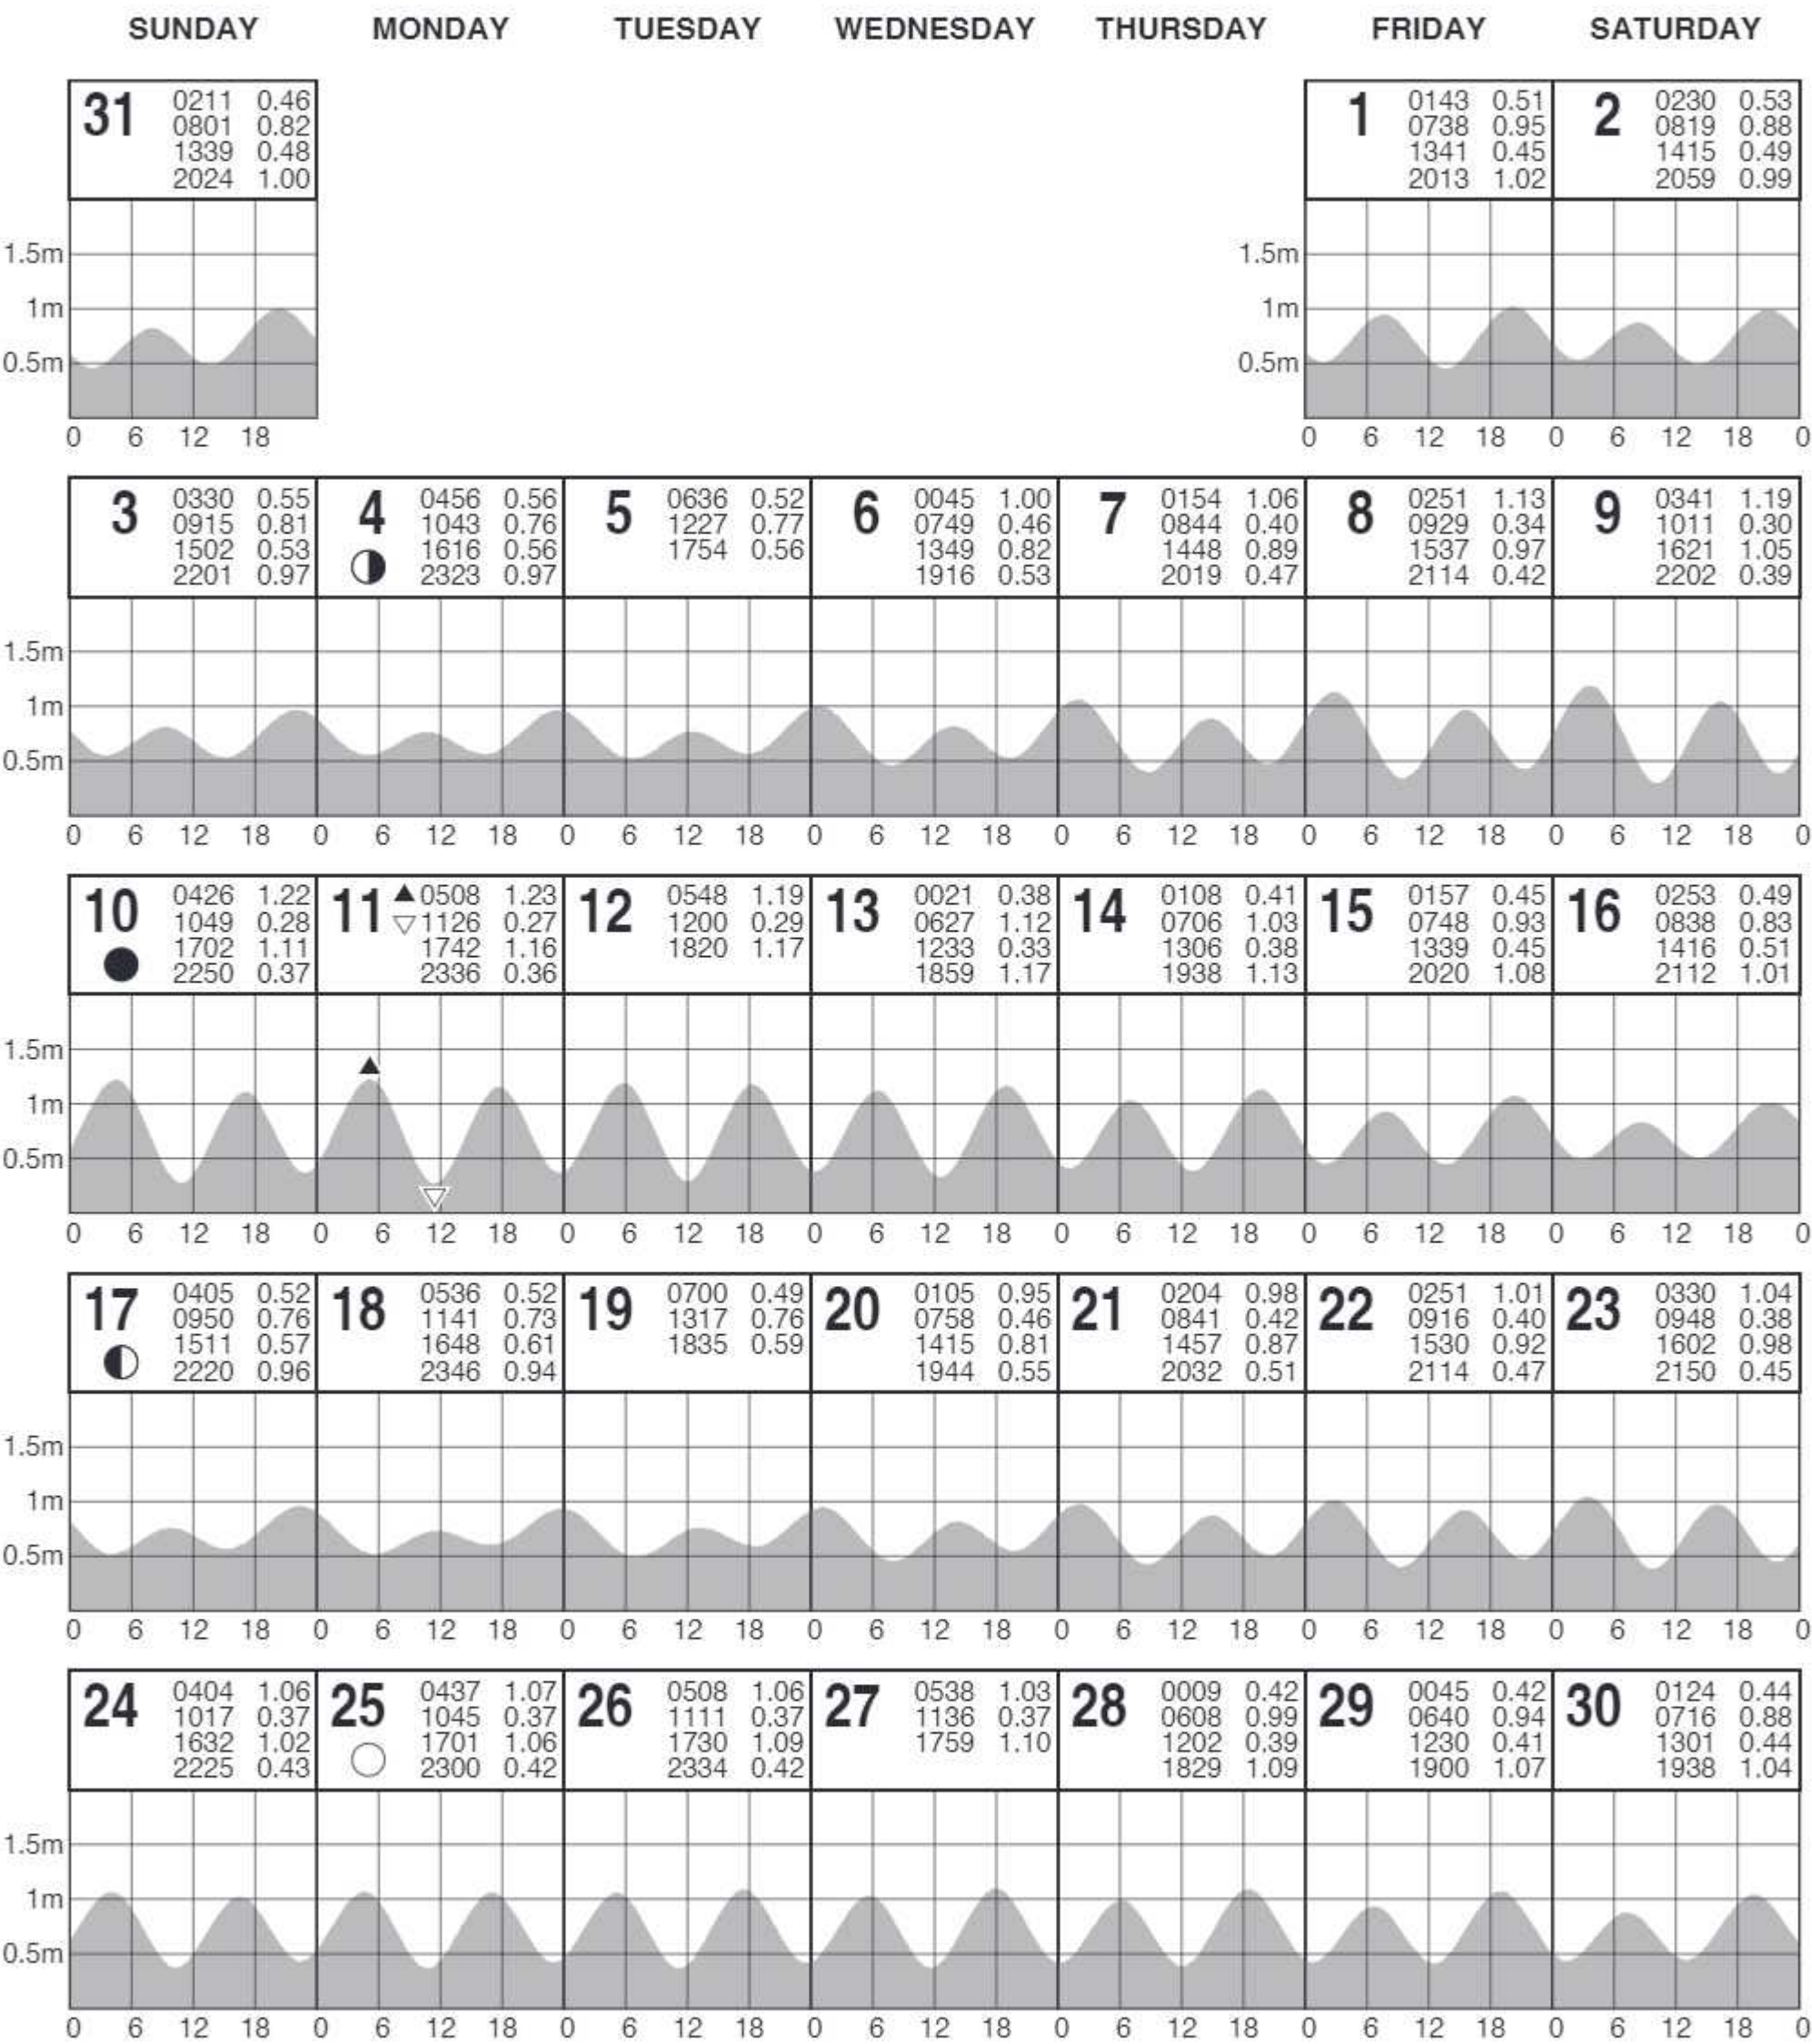 SUNDAY MONDAY TUESDAY WEDNESDAY THURSDAY FRIDAY SATURDAY
31 0211 0.46
0801 0.82
1339 0.48
2024 1.00
1 0143 0.51
0738 0.95
1341 0.45
2013 1.02
2 0230 0.53
0819 0.88
1415 0.49
2059 0.99
1.5m 1.5m
1m 1m
0.5m 0.5m
0 6 12 18 0 6 12 18 0 6 12 18 0
3 0330 0.55
0915 0.81
1502 0.53
2201 0.97
4 0456 0.56
1043 0.76
1616 0.56
2323 0.97
5 0636 0.52
1227 0.77
1754 0.56
6 0045 1.00
0749 0.46
1349 0.82
1916 0.53
7 0154 1.06
0844 0.40
1448 0.89
2019 0.47
8 0251 1.13
0929 0.34
1537 0.97
2114 0.42
9 0341 1.19
1011 0.30
1621 1.05
2202 0.39
1.5m
1m
0.5m
0 6 12 18 0 6 12 18 0 6 12 18 0 6 12 18 0 6 12 18 0 6 12 18 0 6 12 18 0
10 0426 1.22
1049 0.28
1702 1.11
2250 0.37
11 0508 1.23
1126 0.27
1742 1.16
2336 0.36
12 0548 1.19
1200 0.29
1820 1.17
13 0021 0.38
0627 1.12
1233 0.33
1859 1.17
14 0108 0.41
0706 1.03
1306 0.38
1938 1.13
15 0157 0.45
0748 0.93
1339 0.45
2020 1.08
16 0253 0.49
0838 0.83
1416 0.51
2112 1.01
1.5m
1m
0.5m
0 6 12 18 0 6 12 18 0 6 12 18 0 6 12 18 0 6 12 18 0 6 12 18 0 6 12 18 0
17 0405 0.52
0950 0.76
1511 0.57
2220 0.96
18 0536 0.52
1141 0.73
1648 0.61
2346 0.94
19 0700 0.49
1317 0.76
1835 0.59
20 0105 0.95
0758 0.46
1415 0.81
1944 0.55
21 0204 0.98
0841 0.42
1457 0.87
2032 0.51
22 0251 1.01
0916 0.40
1530 0.92
2114 0.47
23 0330 1.04
0948 0.38
1602 0.98
2150 0.45
1.5m
1m
0.5m
0 6 12 18 0 6 12 18 0 6 12 18 0 6 12 18 0 6 12 18 0 6 12 18 0 6 12 18 0
24 0404 1.06
1017 0.37
1632 1.02
2225 0.43
25 0437 1.07
1045 0.37
1701 1.06
2300 0.42
26 0508 1.06
1111 0.37
1730 1.09
2334 0.42
27 0538 1.03
1136 0.37
1759 1.10
28 0009 0.42
0608 0.99
1202 0.39
1829 1.09
29 0045 0.42
0640 0.94
1230 0.41
1900 1.07
30 0124 0.44
0716 0.88
1301 0.44
1938 1.04
1.5m
1m
0.5m
0 6 12 18 0 6 12 18 0 6 12 18 0 6 12 18 0 6 12 18 0 6 12 18 0 6 12 18 0